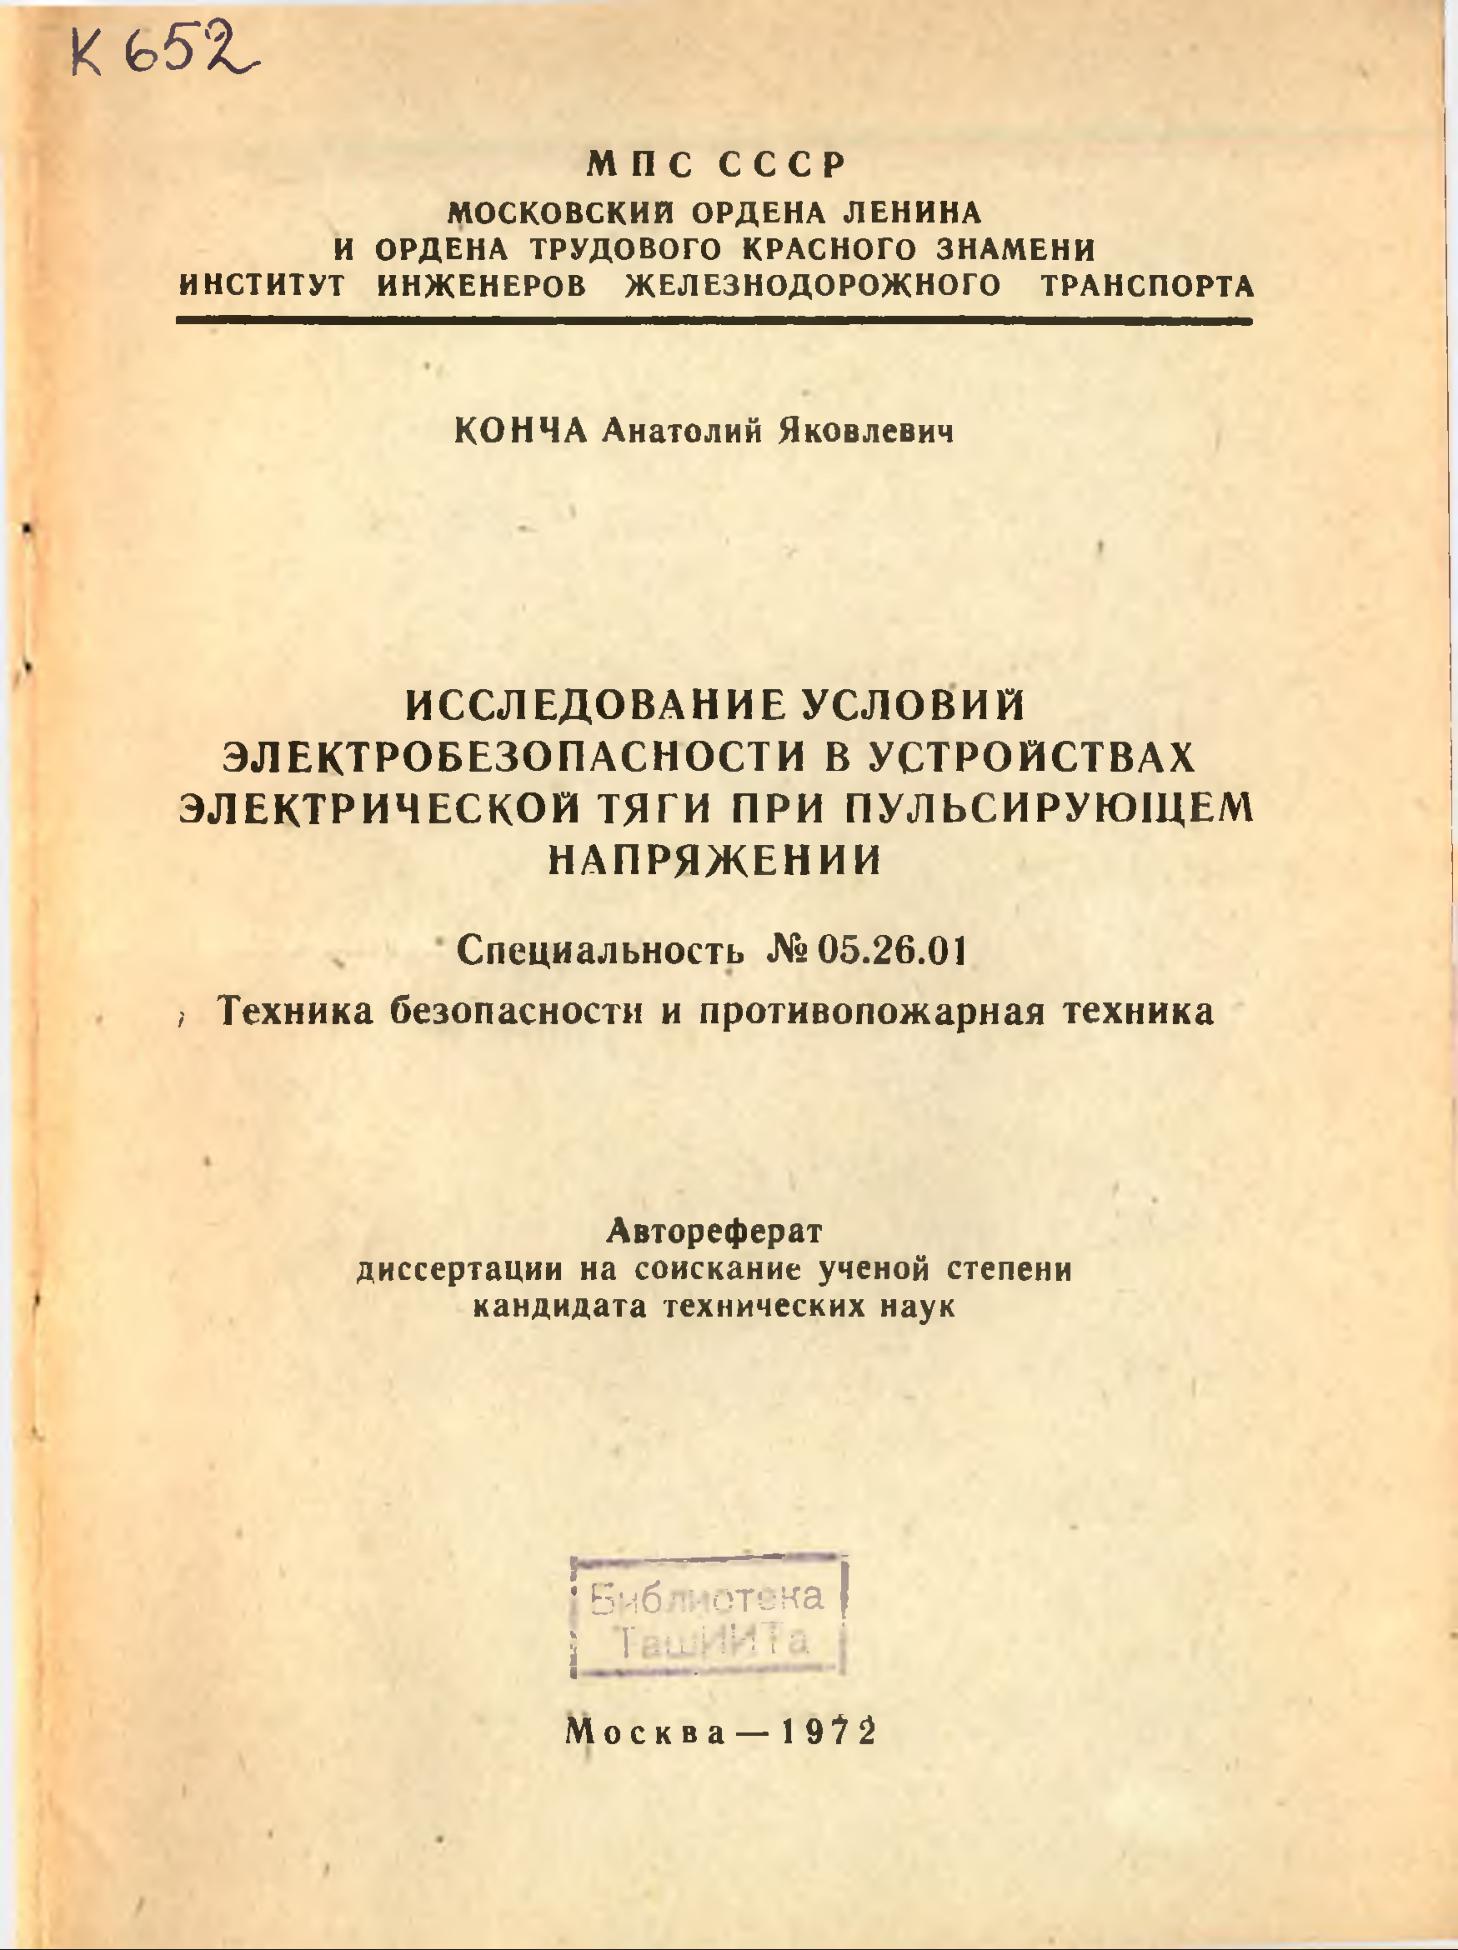 К 652
МПС СССР
МОСКОВСКИЙ ОРДЕНА ЛЕНИНА
И ОРДЕНА ТРУДОВОГО КРАСНОГО ЗНАМЕНИ
ИНСТИТУТ ИНЖЕНЕРОВ ЖЕЛЕЗНОДОРОЖНОГО ТРАНСПОРТА
КОНЧА Анатолий Яковлевич
ИССЛЕДОВАНИЕ УСЛОВИЙ
ЭЛЕКТРОБЕЗОПАСНОСТИ В УСТРОЙСТВАХ
ЭЛЕКТРИЧЕСКОЙ ТЯГИ ПРИ ПУЛЬСИРУЮЩЕМ
НАПРЯЖЕНИИ
Специальность № 05.26.01
Техника безопасности и противопожарная техника
Автореферат
диссертации на соискание ученой степени
кандидата технических наук
Библиотека
ТашИИТа
Москва — 1972